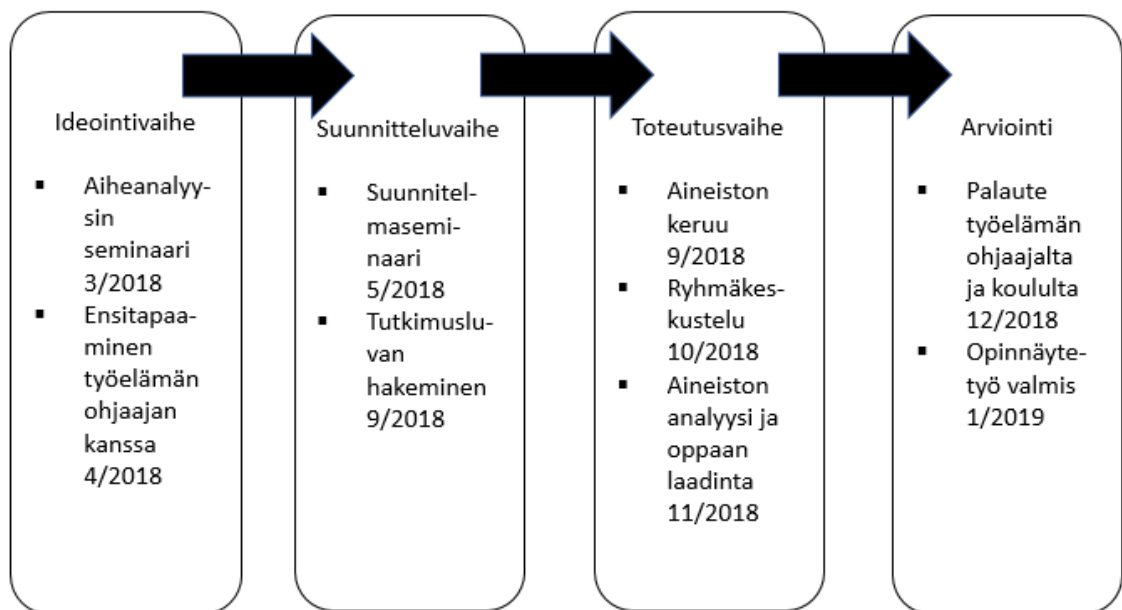 Ideointivaihe
▪ Aiheanalyy-
sin
seminaari
3/2018
▪ Ensitapaa-
minen
työelämän
ohjaajan
kanssa
4/2018
Suunnitteluvaihe
▪ Suunnitel-
masemi-
naari
5/2018
▪ Tutkimuslu-
van
hakeminen
9/2018
Toteutusvaihe
▪ Aineiston
keruu
9/2018
▪ Ryhmäkes-
kustelu
10/2018
▪ Aineiston
analyysi ja
oppaan
laadinta
11/2018
Arviointi
▪ Palaute
työelämän
ohjaajalta
ja koululta
12/2018
▪ Opinnäyte-
työ valmis
1/2019